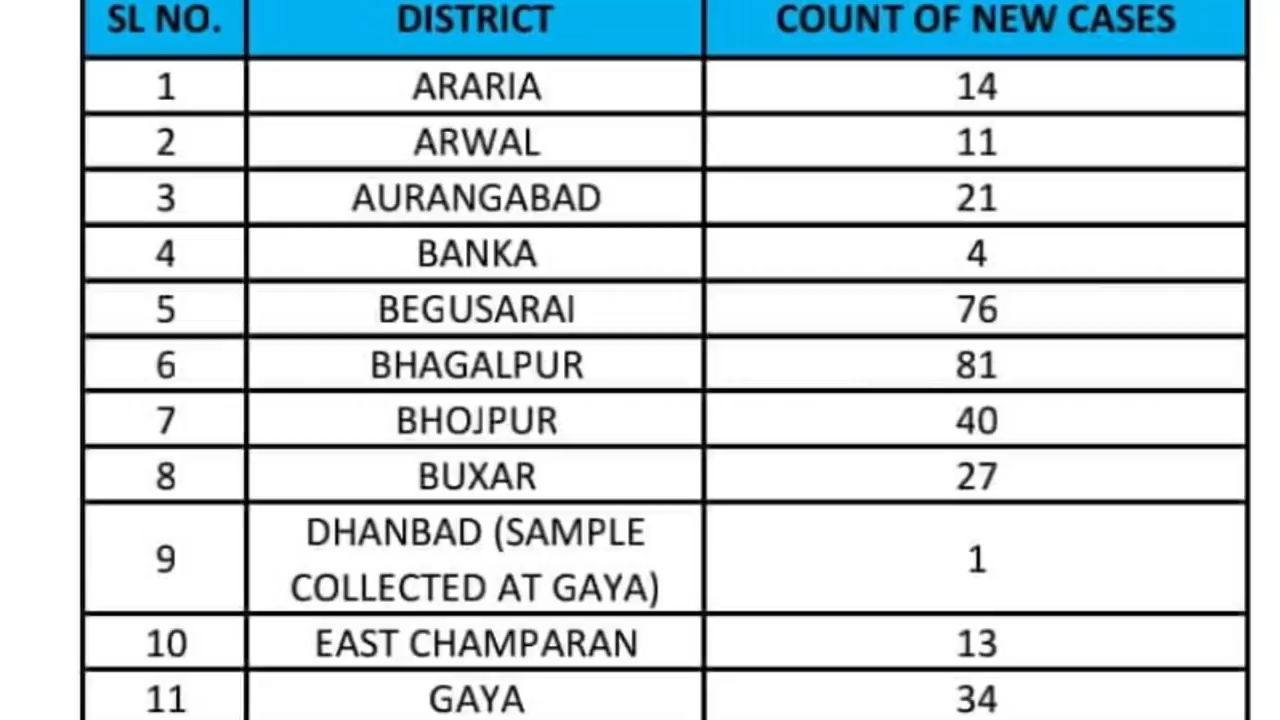 SL NO. DISTRICT COUNT OF NEW CASES
1 ARARIA 14
2 ARWAL 11
3 AURANGABAD 21
4 BANKA 4
5 BEGUSARAI 76
6 BHAGALPUR 81
7 BHOJPUR 40
8 BUXAR 27
9 DHANBAD (SAMPLE
COLLECTED AT GAYA) 1
10 EAST CHAMPARAN 13
11 GAYA 34